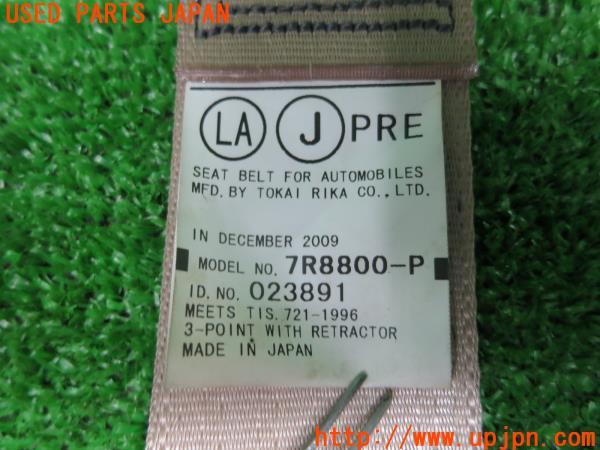 USED PARTS JAPAN
LA J PRE
SEAT BELT FOR AUTOMOBILES
MFD. BY TOKAI RIKA CO., LTD.
IN DECEMBER 2009
MODEL NO. 7R8800-P
ID. NO. 023891
MEETS TIS. 721-1996
3-POINT WITH RETRACTOR
MADE IN JAPAN
http://www.upjpn.com